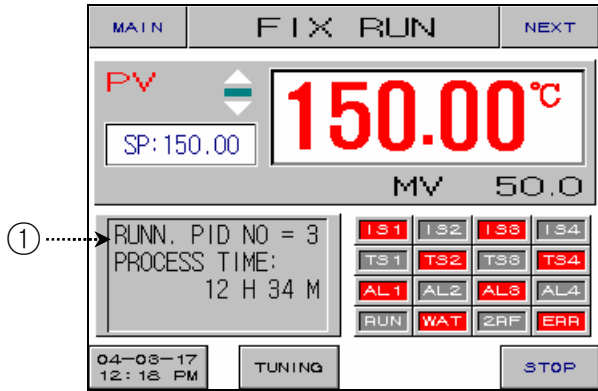 MAIN
FIX RUN
NEXT
PV
150.00°C
SP:150.00
MV 50.0
①
RUNN. PID NO = 3
PROCESS TIME:
12 H 34 M
IS1 IS2 IS3 IS4
TS1 TS2 TS3 TS4
AL1 AL2 AL3 AL4
RUN WAT 2RF ERR
04-03-17
12:18 PM
TUNING
STOP